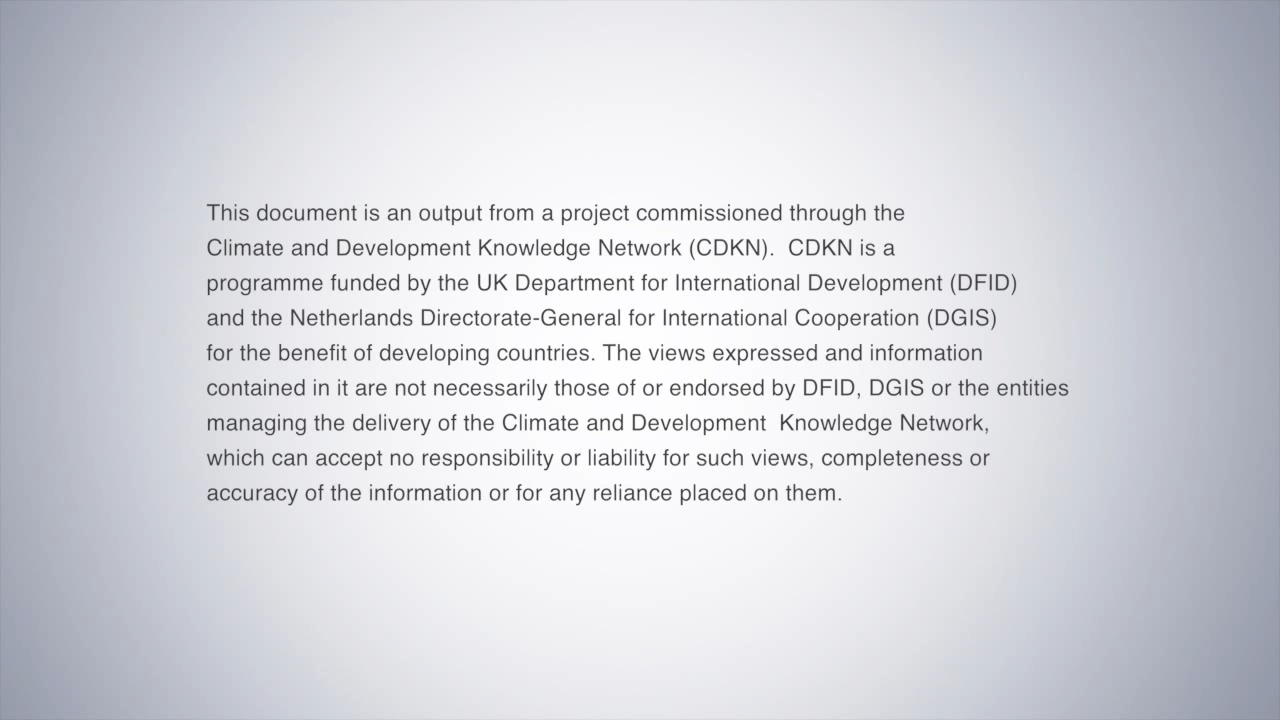 This document is an output from a project commissioned through the
Climate and Development Knowledge Network (CDKN).  CDKN is a
programme funded by the UK Department for International Development (DFID)
and the Netherlands Directorate-General for International Cooperation (DGIS)
for the benefit of developing countries. The views expressed and information
contained in it are not necessarily those of or endorsed by DFID, DGIS or the entities
managing the delivery of the Climate and Development  Knowledge Network,
which can accept no responsibility or liability for such views, completeness or
accuracy of the information or for any reliance placed on them.